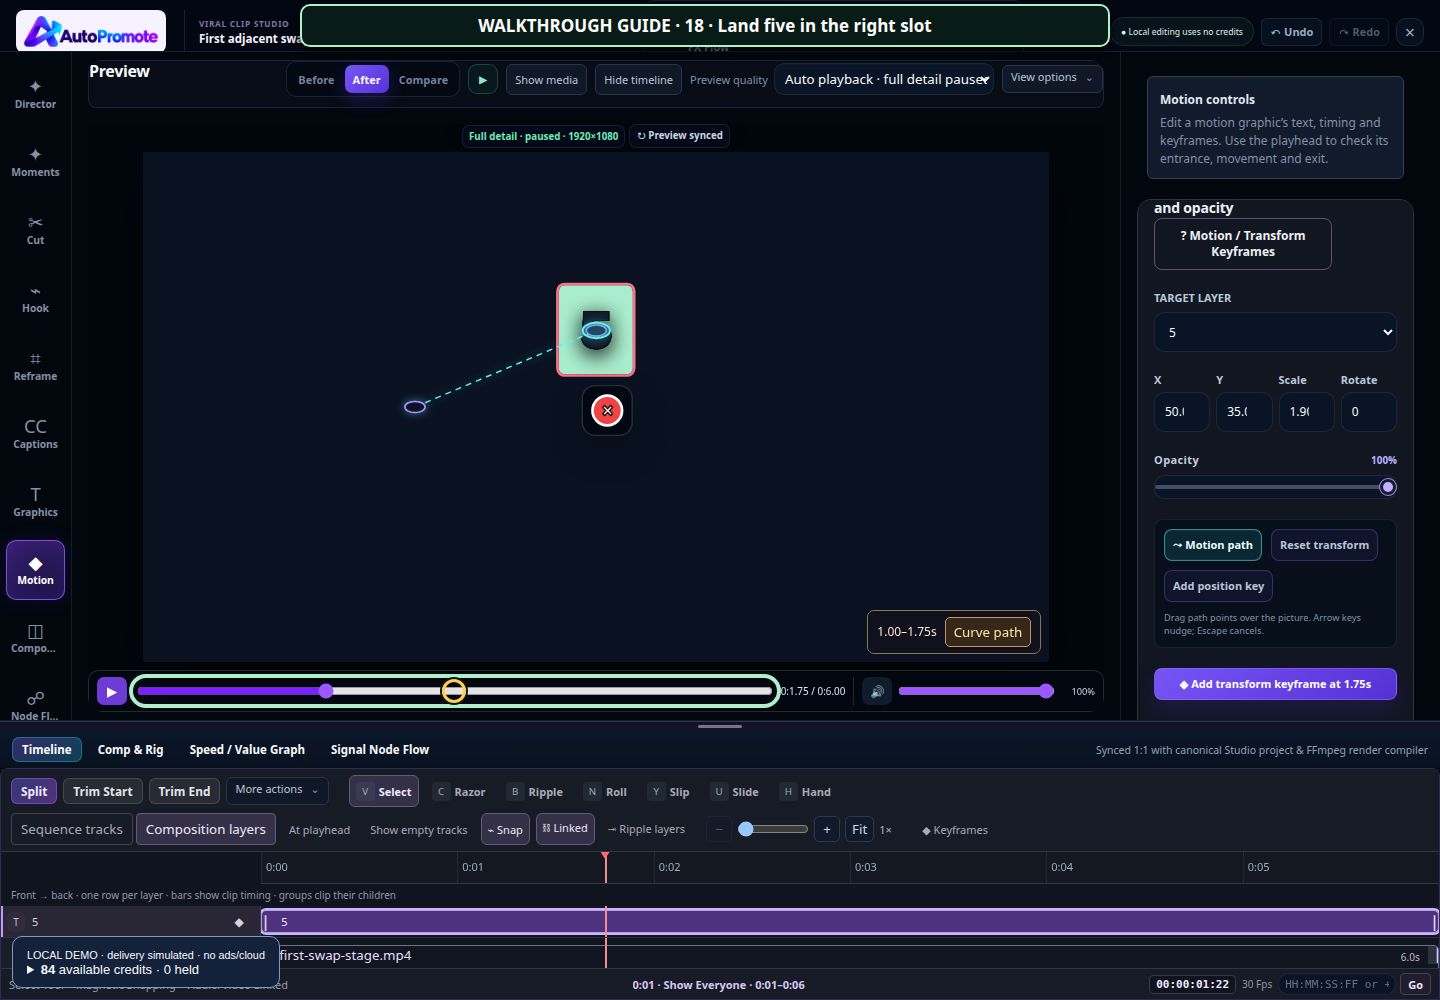 AutoPromote
VIRAL CLIP STUDIO
WALKTHROUGH GUIDE · 18 · Land five in the right slot
● Local editing uses no credits
↶ Undo
↷ Redo
✕
Preview
Before
After
Compare
▶
Show media
Hide timeline
Preview quality
View options
Full detail · paused · 1920×1080
↻ Preview synced
Director
Moments
Cut
Hook
Reframe
CC
Captions
T
Graphics
Motion
Compo...
Node Fl...
5
1.00–1.75s
Curve path
0:1.75 / 0:6.00
100%
Motion controls
Edit a motion graphic's text, timing and
keyframes. Use the playhead to check its
entrance, movement and exit.
and opacity
? Motion / Transform
Keyframes
TARGET LAYER
5
X
Y
Scale
Rotate
50.
35.
1.9
0
Opacity
100%
⤳ Motion path
Reset transform
Add position key
Drag path points over the picture. Arrow keys
nudge; Escape cancels.
◆ Add transform keyframe at 1.75s
Timeline
Comp & Rig
Speed / Value Graph
Signal Node Flow
Synced 1:1 with canonical Studio project & FFmpeg render compiler
Split
Trim Start
Trim End
More actions
V Select
C Razor
B Ripple
N Roll
Y Slip
U Slide
H Hand
Sequence tracks
Composition layers
At playhead
Show empty tracks
Snap
Linked
⇥ Ripple layers
−
+
Fit
1×
◆ Keyframes
0:00
0:01
0:02
0:03
0:04
0:05
Front → back · one row per layer · bars show clip timing · groups clip their children
T 5
5
first-swap-stage.mp4
6.0s
LOCAL DEMO · delivery simulated · no ads/cloud
▶ 84 available credits · 0 held
0:01 · Show Everyone · 0:01–0:06
00:00:01:22
30 Fps
HH:MM:SS:FF or +
Go